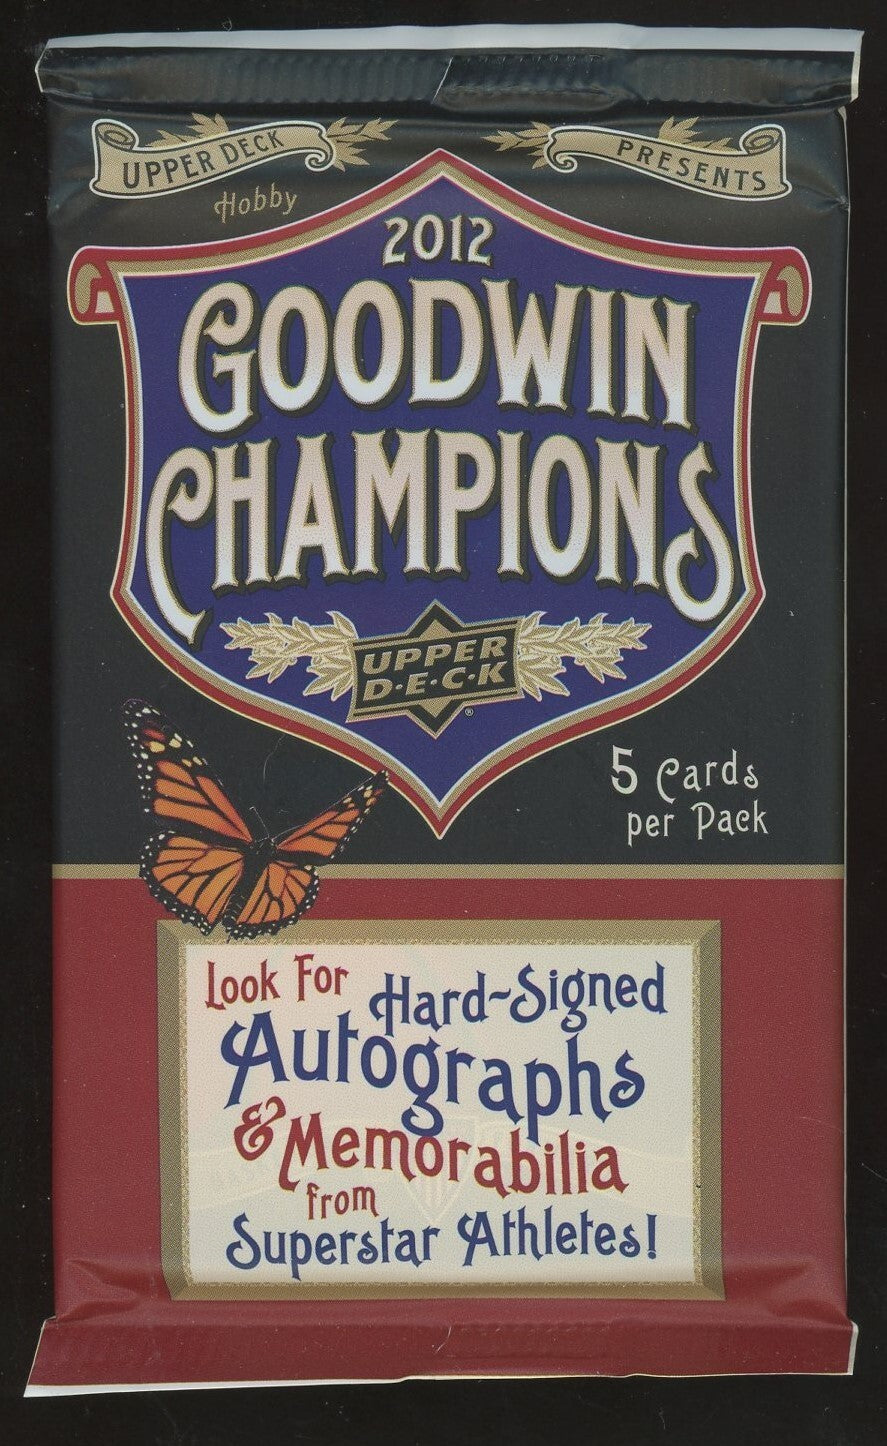 UPPER DECK
PRESENTS
Hobby
2012
GOODWIN
CHAMPIONS
UPPER
D·E·C·K
®
5 Cards
per Pack
Look For
Hard-Signed
Autographs
& Memorabilia
from
Superstar Athletes!